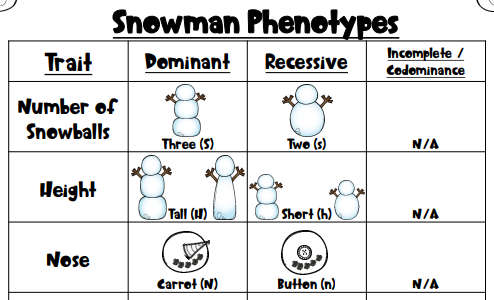 Snowman Phenotypes
Trait Dominant Recessive Incomplete /
Codominance
Number of
Snowballs
Three (S) Two (s) N/A
Height
Tall (H) Short (h) N/A
Nose
Carrot (N) Button (n) N/A